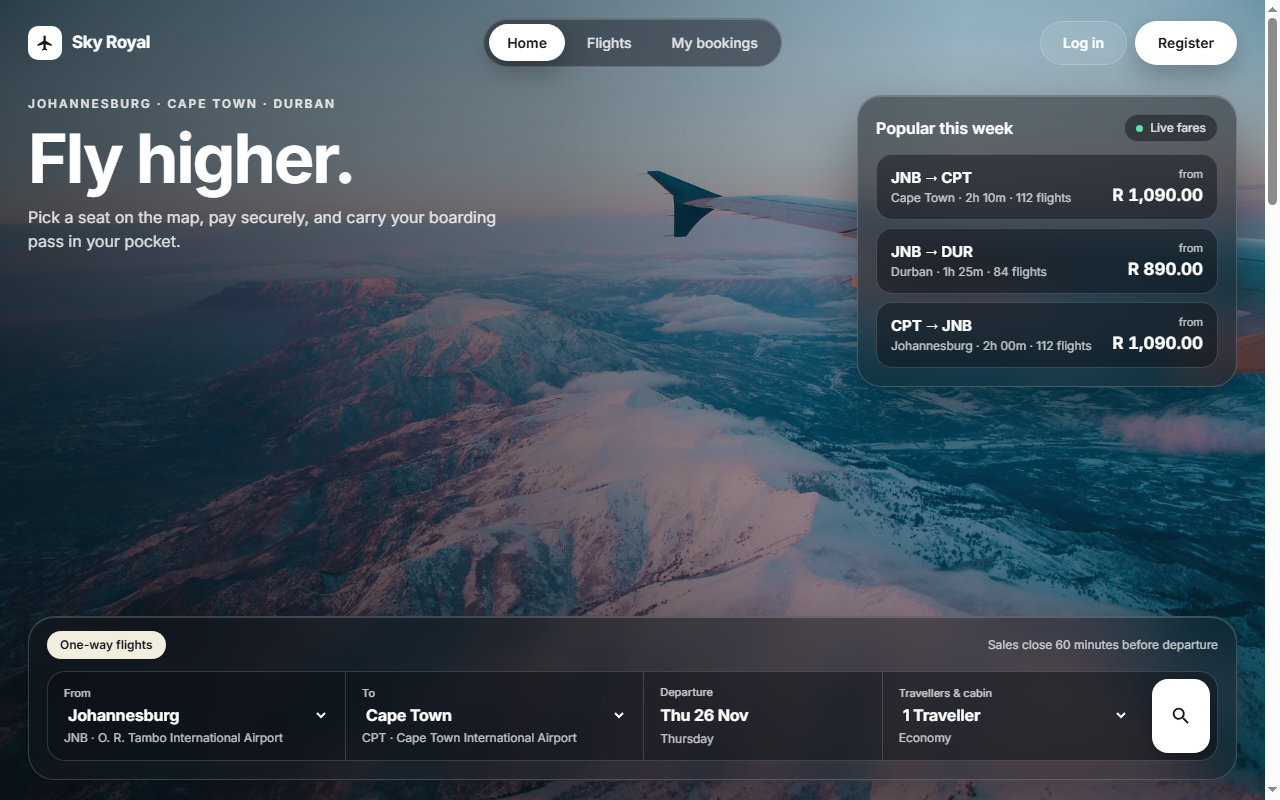 Sky Royal
Home
Flights
My bookings
Log in
Register
JOHANNESBURG · CAPE TOWN · DURBAN
Fly higher.
Pick a seat on the map, pay securely, and carry your boarding
pass in your pocket.
Popular this week
Live fares
JNB → CPT
Cape Town · 2h 10m · 112 flights
from
R 1,090.00
JNB → DUR
Durban · 1h 25m · 84 flights
from
R 890.00
CPT → JNB
Johannesburg · 2h 00m · 112 flights
from
R 1,090.00
One-way flights
Sales close 60 minutes before departure
From
Johannesburg
JNB · O. R. Tambo International Airport
To
Cape Town
CPT · Cape Town International Airport
Departure
Thu 26 Nov
Thursday
Travellers & cabin
1 Traveller
Economy